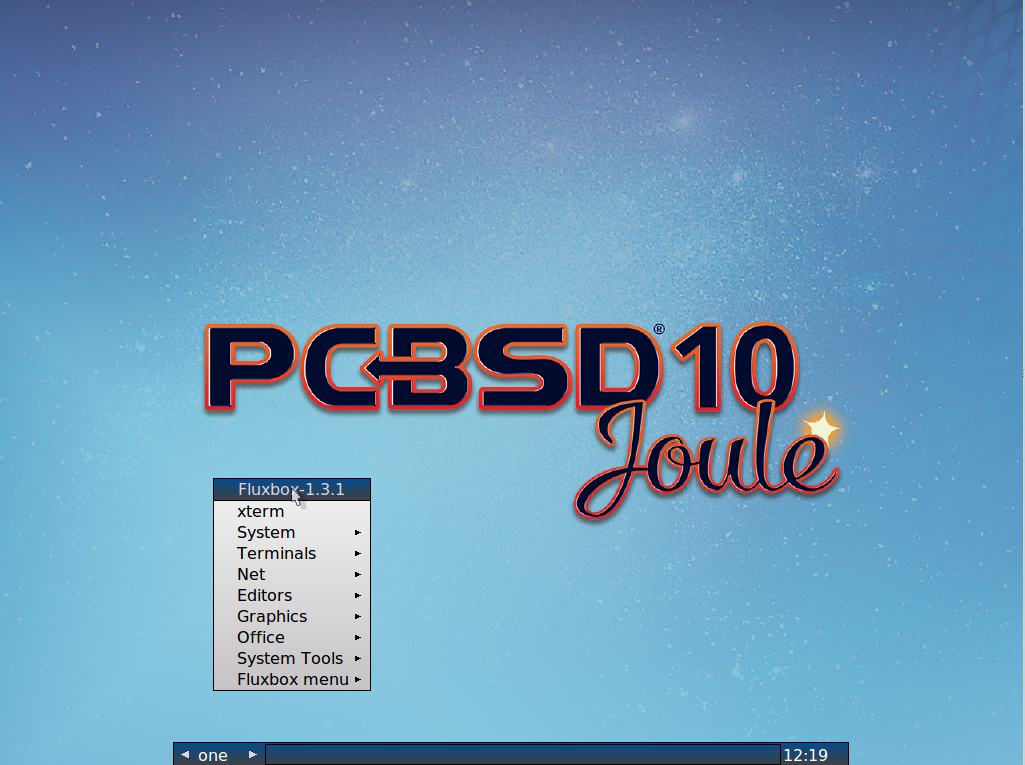 PCBSD®10
Joule
Fluxbox-1.3.1
xterm
System
Terminals
Net
Editors
Graphics
Office
System Tools
Fluxbox menu
one
12:19